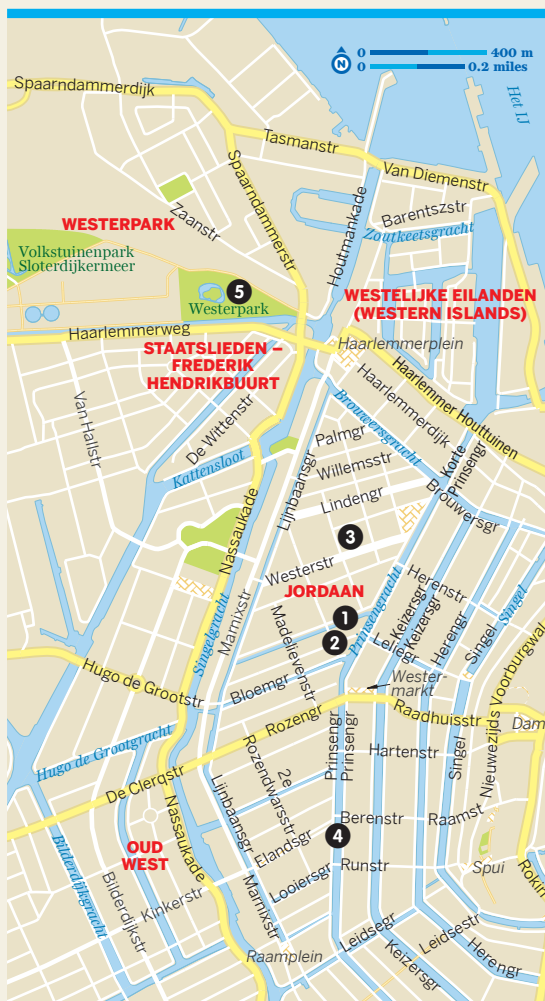 0 400 m
N
0 0.2 miles
Spaarndammerdijk
Het IJ
Tasmanstr
Spaarndammerstr
Van Diemenstr
Zaanstr
Houtmankade
Barentszstr
Zoutkeetsgracht
WESTERPARK
Volkstuinenpark
Sloterdijkermeer
5
Westerpark
WESTELIJKE EILANDEN
(WESTERN ISLANDS)
Haarlemmerweg
Haarlemmerplein
STAATSLIEDEN –
FREDERIK
HENDRIKBUURT
Haarlemmer Houttuinen
Haarlemmerdijk
Brouwersgracht
Van Hallstr
De Wittenstr
Palmgr
Kattensloot
Willemsstr
Korte
Prinsengr
Lijnbaansgr
Lindengr
Brouwersgr
Nassaukade
3
Westerstr
JORDAAN
Herenstr
Singel
Prinsengracht
Keizersgr
Keizersgr
Herengr
Singel
1
2
Leliegr
Singelgracht
Marnixstr
Madelievenstr
Nieuwezijds Voorburgwal
Hugo de Grootstr
Bloemgr
Wester-
markt
Rozengr
Raadhuisstr
Dam
Hugo de Grootgracht
Prinsengr
Prinsengr
Hartenstr
Singel
De Clerqstr
2e
Rozendwarsstr
Lijnbaansgr
Nassaukade
Berenstr
Raamst
4
OUD
WEST
Elandsgr
Runstr
Spui
Rokin
Bilderdijkgracht
Bilderdijkstr
Kinkerstr
Looiersgr
Marnixstr
Leidsegr
Leidsestr
Raamplein
Keizersgr
Herengr